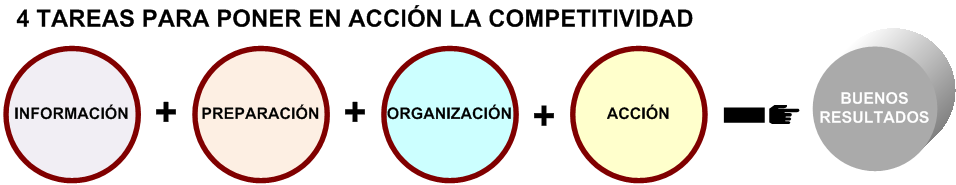 4 TAREAS PARA PONER EN ACCIÓN LA COMPETITIVIDAD
INFORMACIÓN + PREPARACIÓN + ORGANIZACIÓN + ACCIÓN
BUENOS
RESULTADOS